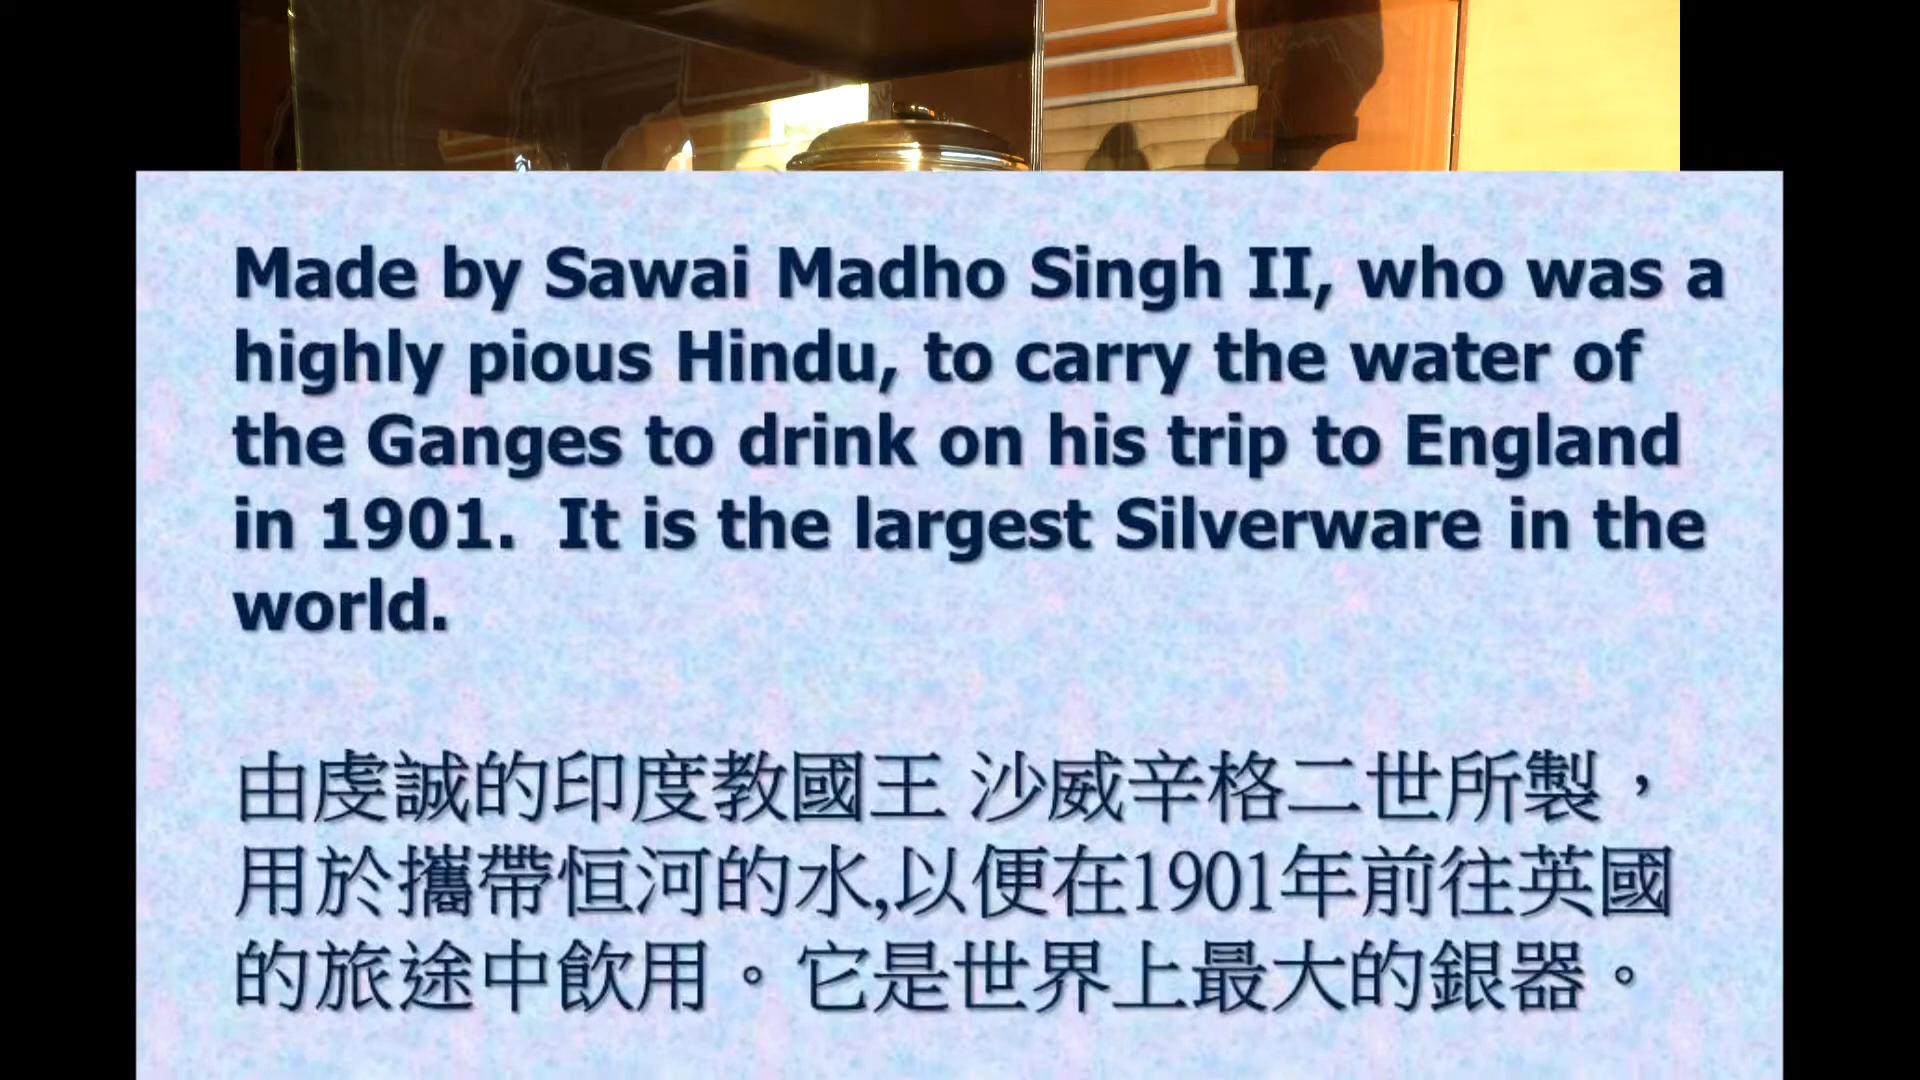 Made by Sawai Madho Singh II, who was a
highly pious Hindu, to carry the water of
the Ganges to drink on his trip to England
in 1901.  It is the largest Silverware in the
world.
由虔誠的印度教國王 沙威辛格二世所製，
用於攜帶恒河的水,以便在1901年前往英國
的旅途中飲用。它是世界上最大的銀器。